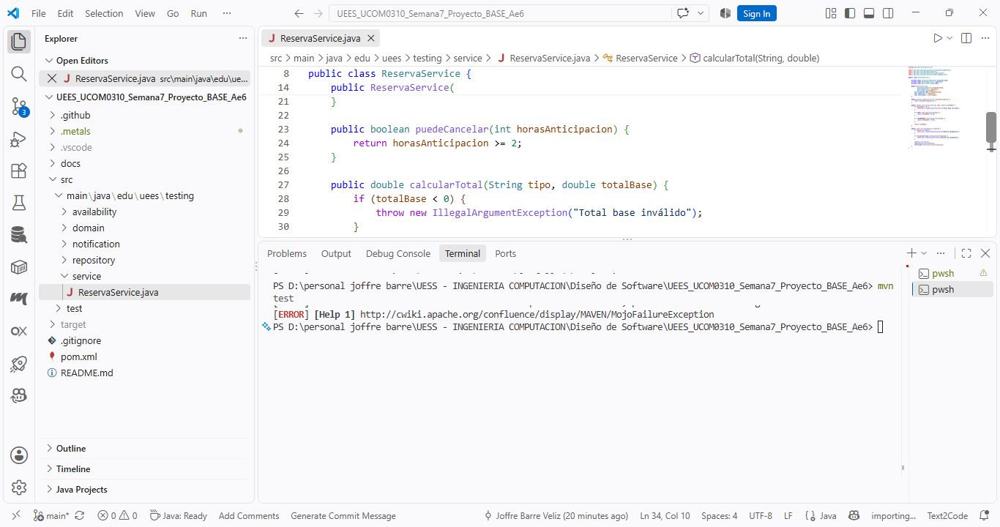 File Edit Selection View Go Run ···
UEES_UCOM0310_Semana7_Proyecto_BASE_Ae6
Sign In
Explorer
Open Editors
ReservaService.java src\main\java\edu\ue...
UEES_UCOM0310_Semana7_Proyecto_BASE_Ae6
.github
.metals
.vscode
docs
src
main\java\edu\uees\testing
availability
domain
notification
repository
service
ReservaService.java
test
target
.gitignore
pom.xml
README.md
Outline
Timeline
Java Projects
3
ReservaService.java
src > main > java > edu > uees > testing > service > ReservaService.java > ReservaService > calcularTotal(String, double)
8 public class ReservaService {
14 public ReservaService(
21 }
22
23 public boolean puedeCancelar(int horasAnticipacion) {
24 return horasAnticipacion >= 2;
25 }
26
27 public double calcularTotal(String tipo, double totalBase) {
28 if (totalBase < 0) {
29 throw new IllegalArgumentException("Total base inválido");
30 }
Problems Output Debug Console Terminal Ports
PS D:\personal joffre barre\UESS - INGENIERIA COMPUTACION\Diseño de Software\UEES_UCOM0310_Semana7_Proyecto_BASE_Ae6> mvn
test
[ERROR] [Help 1] http://cwiki.apache.org/confluence/display/MAVEN/MojoFailureException
PS D:\personal joffre barre\UESS - INGENIERIA COMPUTACION\Diseño de Software\UEES_UCOM0310_Semana7_Proyecto_BASE_Ae6>
pwsh
pwsh
main* 0 0 Java: Ready Add Comments Generate Commit Message Joffre Barre Veliz (20 minutes ago) Ln 34, Col 10 Spaces: 4 UTF-8 LF Java importing... Text2Code